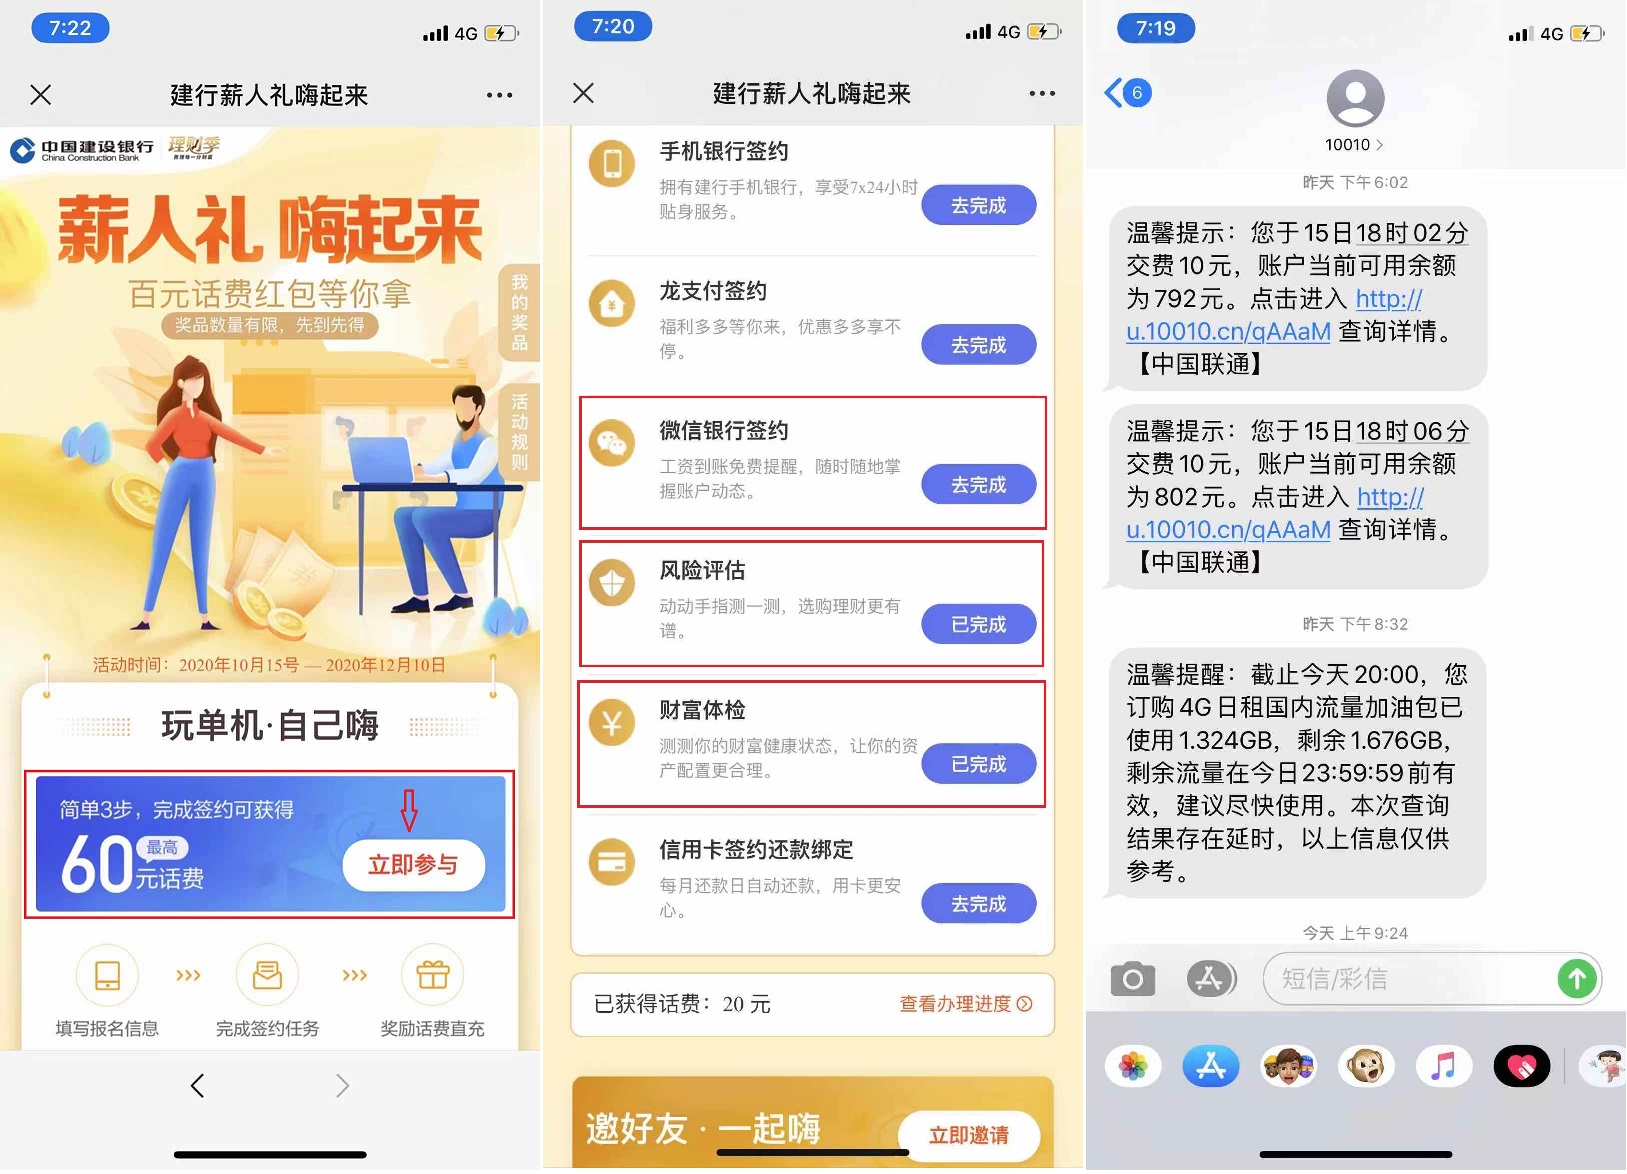 7:22
4G
建行薪人礼嗨起来
中国建设银行
China Construction Bank
理财季
薪人礼 嗨起来
百元话费红包等你拿
奖品数量有限，先到先得
我的奖品
活动规则
活动时间：2020年10月15号 — 2020年12月10日
玩单机·自己嗨
简单3步，完成签约可获得
60
最高
元话费
立即参与
填写报名信息
完成签约任务
奖励话费直充
7:20
4G
建行薪人礼嗨起来
手机银行签约
拥有建行手机银行，享受7x24小时
贴身服务。
去完成
龙支付签约
福利多多等你来，优惠多多享不
停。
去完成
微信银行签约
工资到账免费提醒，随时随地掌
握账户动态。
去完成
风险评估
动动手指测一测，选购理财更有
谱。
已完成
财富体检
测测你的财富健康状态，让你的资
产配置更合理。
已完成
信用卡签约还款绑定
每月还款日自动还款，用卡更安
心。
去完成
已获得话费：20 元
查看办理进度
邀好友 · 一起嗨
立即邀请
7:19
4G
6
10010
昨天 下午6:02
温馨提示：您于15日18时02分
交费10元，账户当前可用余额
为792元。点击进入 http://
u.10010.cn/qAAaM 查询详情。
【中国联通】
温馨提示：您于15日18时06分
交费10元，账户当前可用余额
为802元。点击进入 http://
u.10010.cn/qAAaM 查询详情。
【中国联通】
昨天 下午8:32
温馨提醒：截止今天20:00，您
订购4G日租国内流量加油包已
使用1.324GB，剩余1.676GB，
剩余流量在今日23:59:59前有
效，建议尽快使用。本次查询
结果存在延时，以上信息仅供
参考。
今天 上午9:24
短信/彩信